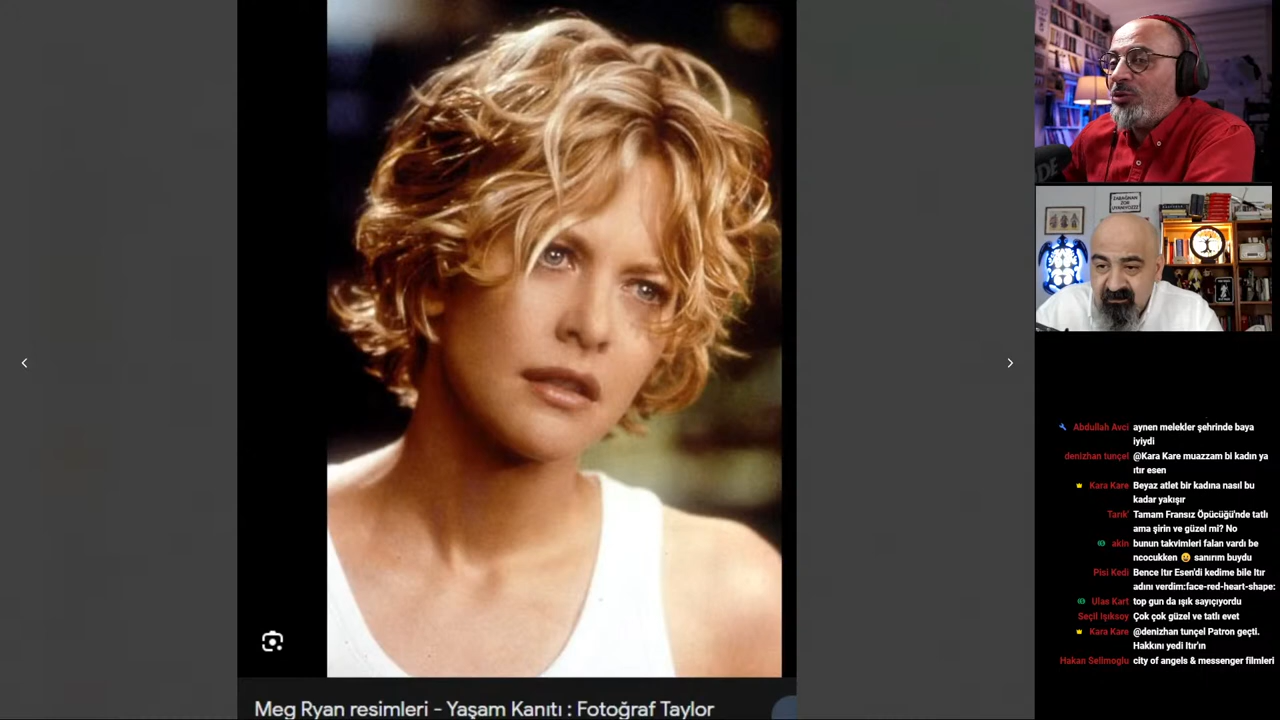 ZABAĞNAN
ZOR
UYANIYOZZZ
Abdullah Avci aynen melekler şehrinde baya
iyiydi
denizhan tunçel @Kara Kare muazzam bi kadın ya
ıtır esen
Kara Kare Beyaz atlet bir kadına nasıl bu
kadar yakışır
Tarık' Tamam Fransız Öpücüğü'nde tatlı
ama şirin ve güzel mi? No
akin bunun takvimleri falan vardı be
ncocukken 😮 sanırım buydu
Pisi Kedi Bence Itır Esen'di kedime bile Itır
adını verdim:face-red-heart-shape:
Ulas Kart top gun da ışık saçıyordu
Seçil Işıksoy Çok çok güzel ve tatlı evet
Kara Kare @denizhan tunçel Patron geçti.
Hakkını yedi Itır'ın
Hakan Selimoglu city of angels & messenger filmleri
Meg Ryan resimleri - Yaşam Kanıtı : Fotoğraf Taylor